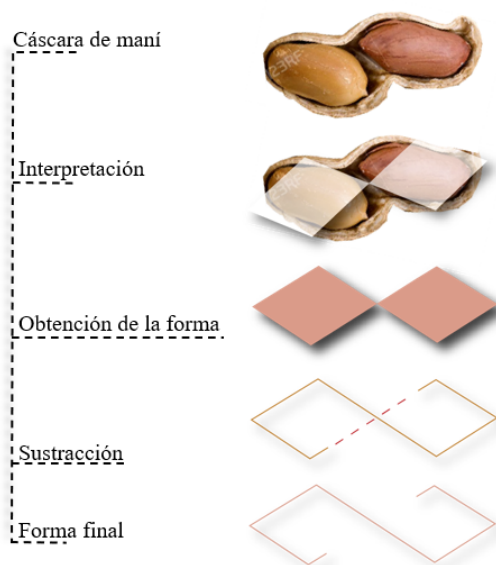 Cáscara de maní
Interpretación
Obtención de la forma
Sustracción
Forma final